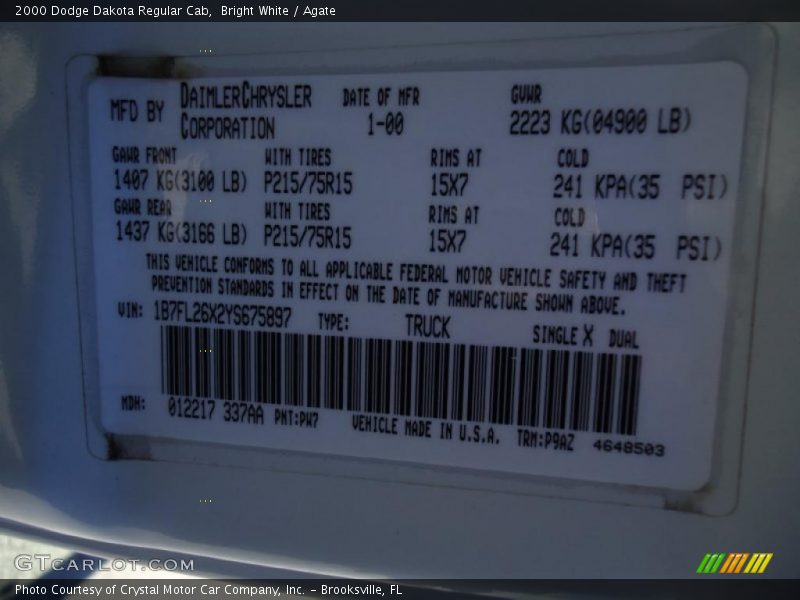 2000 Dodge Dakota Regular Cab,  Bright White / Agate
MFD BY DAIMLERCHRYSLER CORPORATION DATE OF MFR 1-00 GVWR 2223 KG(04900 LB)
GAWR FRONT WITH TIRES RIMS AT COLD
1407 KG(3100 LB) P215/75R15 15X7 241 KPA(35 PSI)
GAWR REAR WITH TIRES RIMS AT COLD
1437 KG(3166 LB) P215/75R15 15X7 241 KPA(35 PSI)
THIS VEHICLE CONFORMS TO ALL APPLICABLE FEDERAL MOTOR VEHICLE SAFETY AND THEFT
PREVENTION STANDARDS IN EFFECT ON THE DATE OF MANUFACTURE SHOWN ABOVE.
VIN: 1B7FL26X2YS675897 TYPE: TRUCK SINGLE X DUAL
MDH: 012217 337AA PNT:PW7 VEHICLE MADE IN U.S.A. TRM:P9AZ 4648503
GTCarLot.com
Photo Courtesy of Crystal Motor Car Company, Inc. – Brooksville, FL